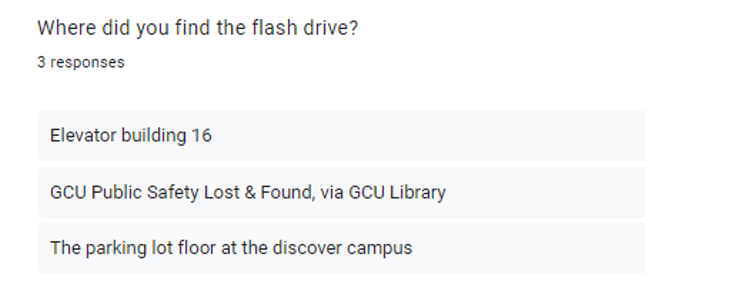 Where did you find the flash drive?
3 responses
Elevator building 16
GCU Public Safety Lost & Found, via GCU Library
The parking lot floor at the discover campus